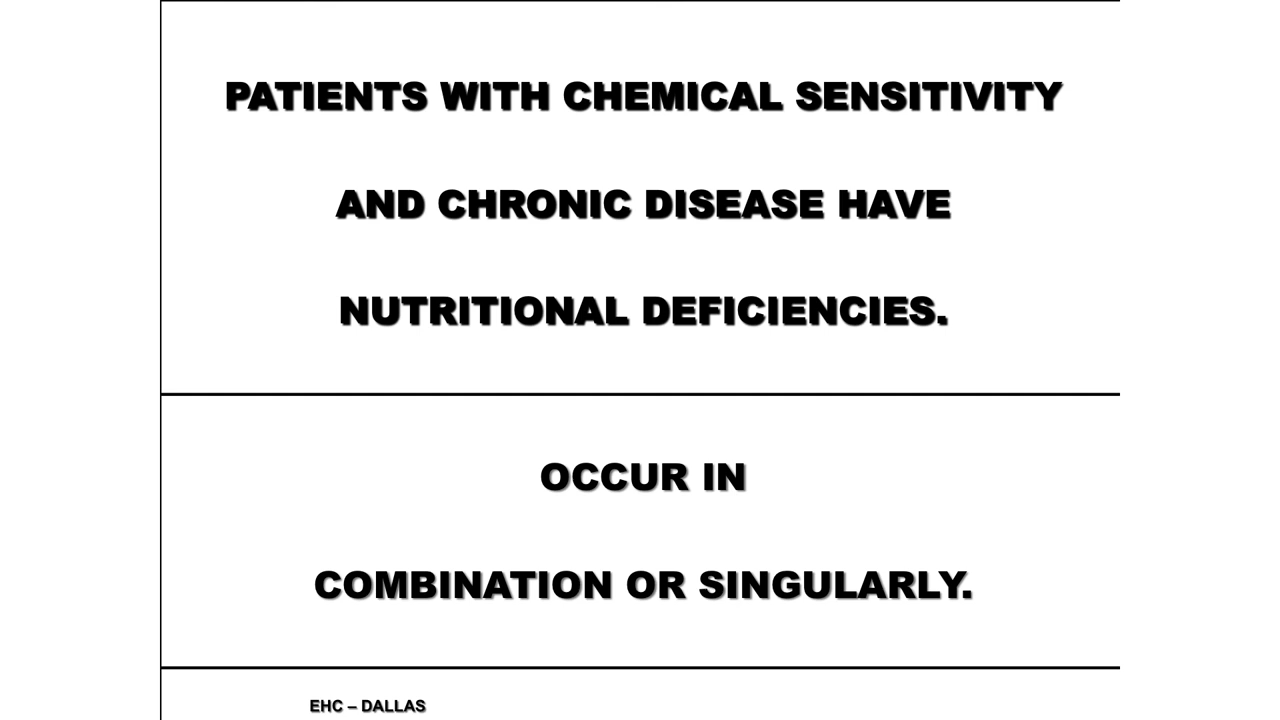 PATIENTS WITH CHEMICAL SENSITIVITY
AND CHRONIC DISEASE HAVE
NUTRITIONAL DEFICIENCIES.
OCCUR IN
COMBINATION OR SINGULARLY.
EHC – DALLAS